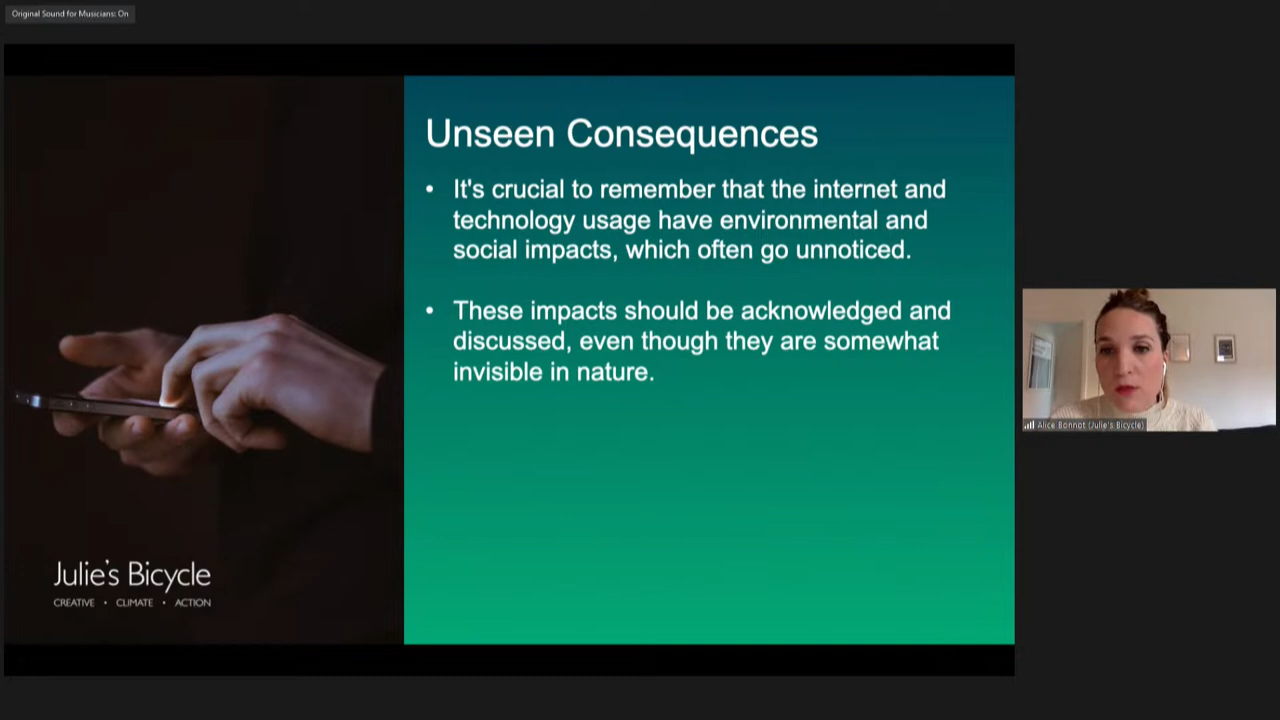 Original Sound for Musicians: On
Unseen Consequences
• It's crucial to remember that the internet and
technology usage have environmental and
social impacts, which often go unnoticed.
• These impacts should be acknowledged and
discussed, even though they are somewhat
invisible in nature.
Julie's Bicycle
CREATIVE • CLIMATE • ACTION
Alice Bonnot (Julie's Bicycle)